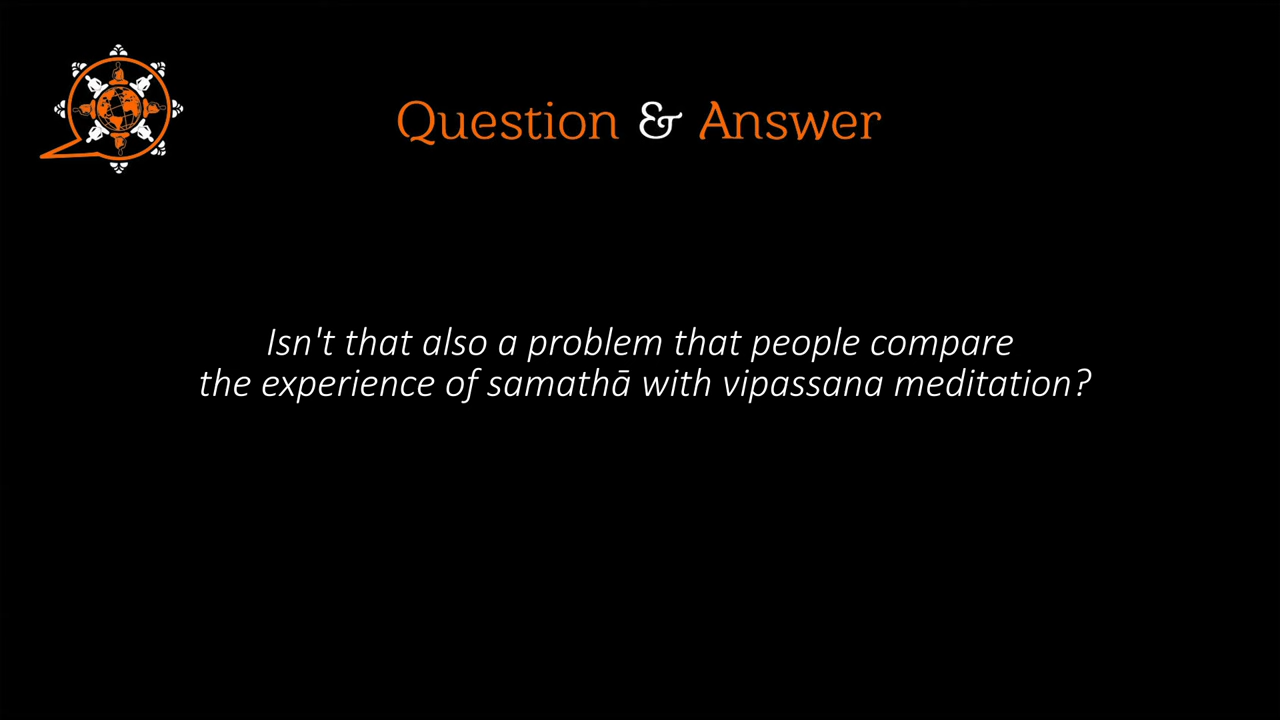 Question & Answer
Isn't that also a problem that people compare
the experience of samathā with vipassana meditation?